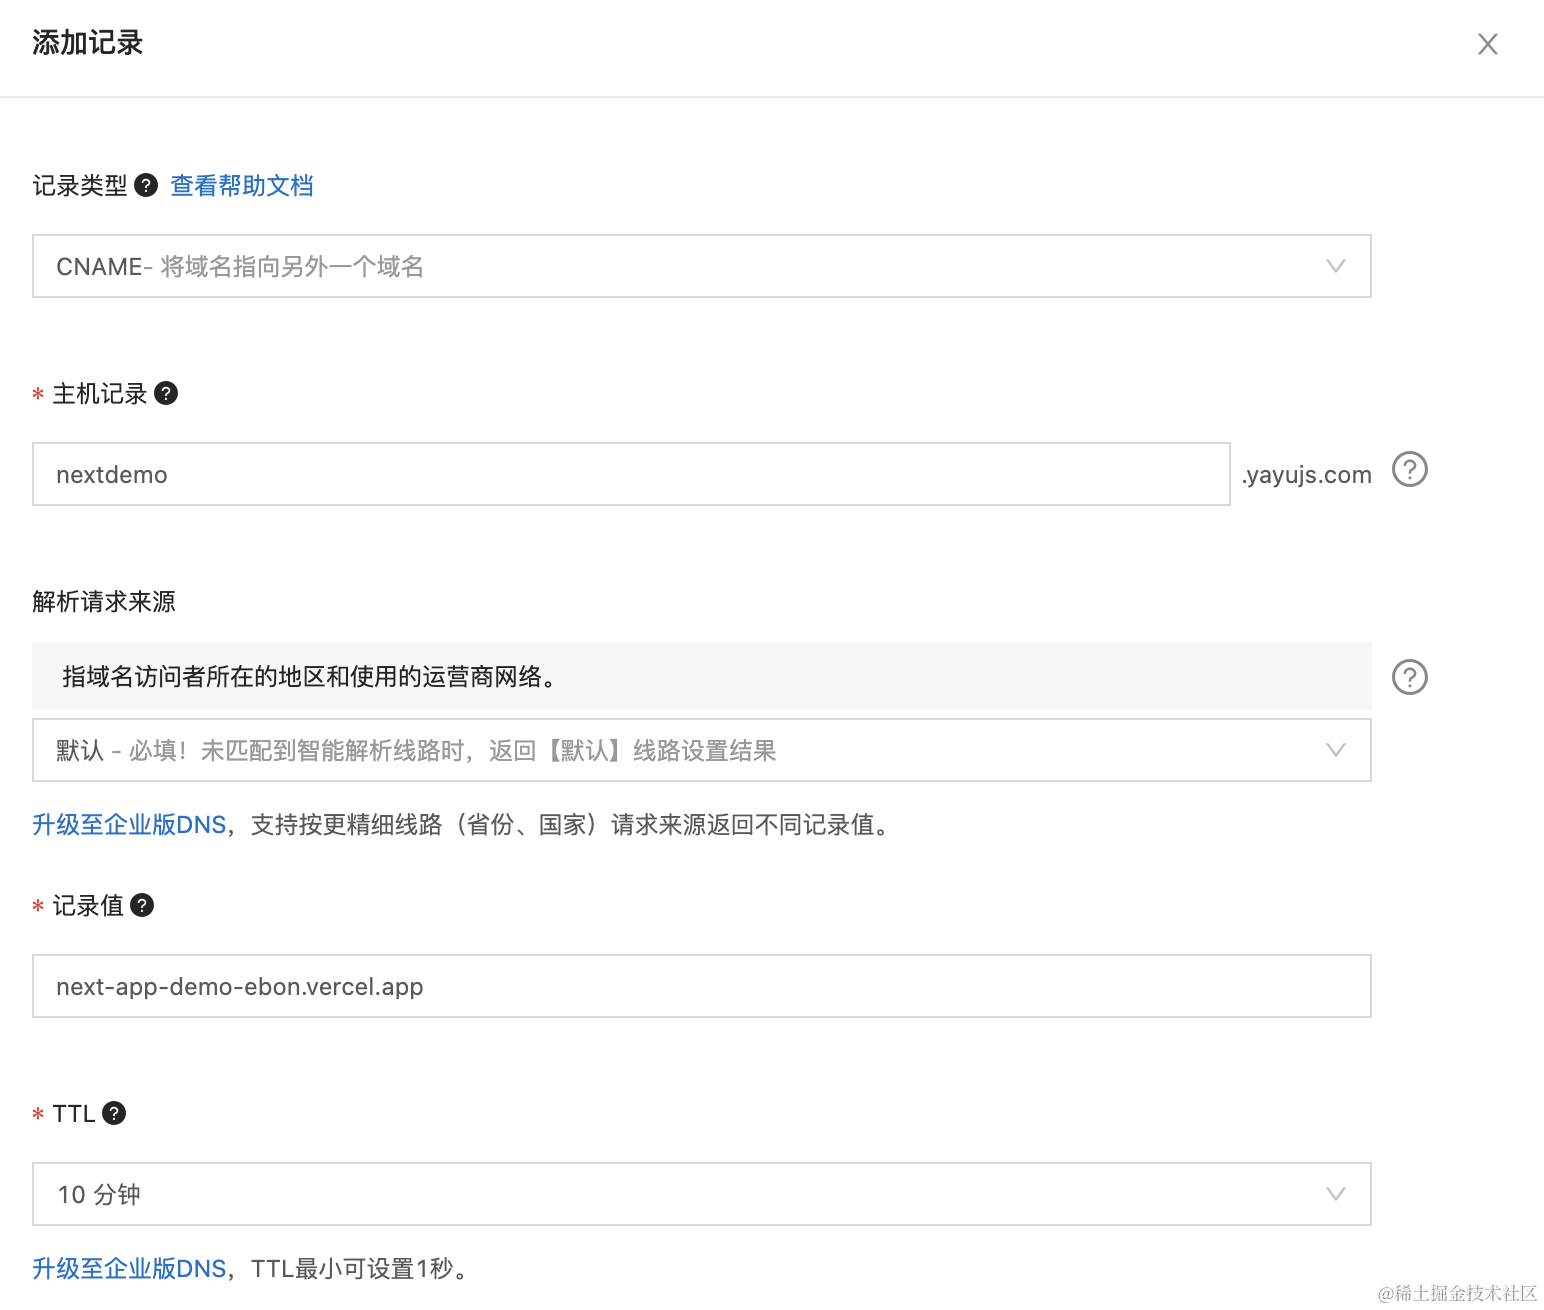 添加记录
记录类型 查看帮助文档
CNAME- 将域名指向另外一个域名
* 主机记录
nextdemo .yayujs.com
解析请求来源
指域名访问者所在的地区和使用的运营商网络。
默认 - 必填！未匹配到智能解析线路时，返回【默认】线路设置结果
升级至企业版DNS，支持按更精细线路（省份、国家）请求来源返回不同记录值。
* 记录值
next-app-demo-ebon.vercel.app
* TTL
10 分钟
升级至企业版DNS，TTL最小可设置1秒。
@稀土掘金技术社区